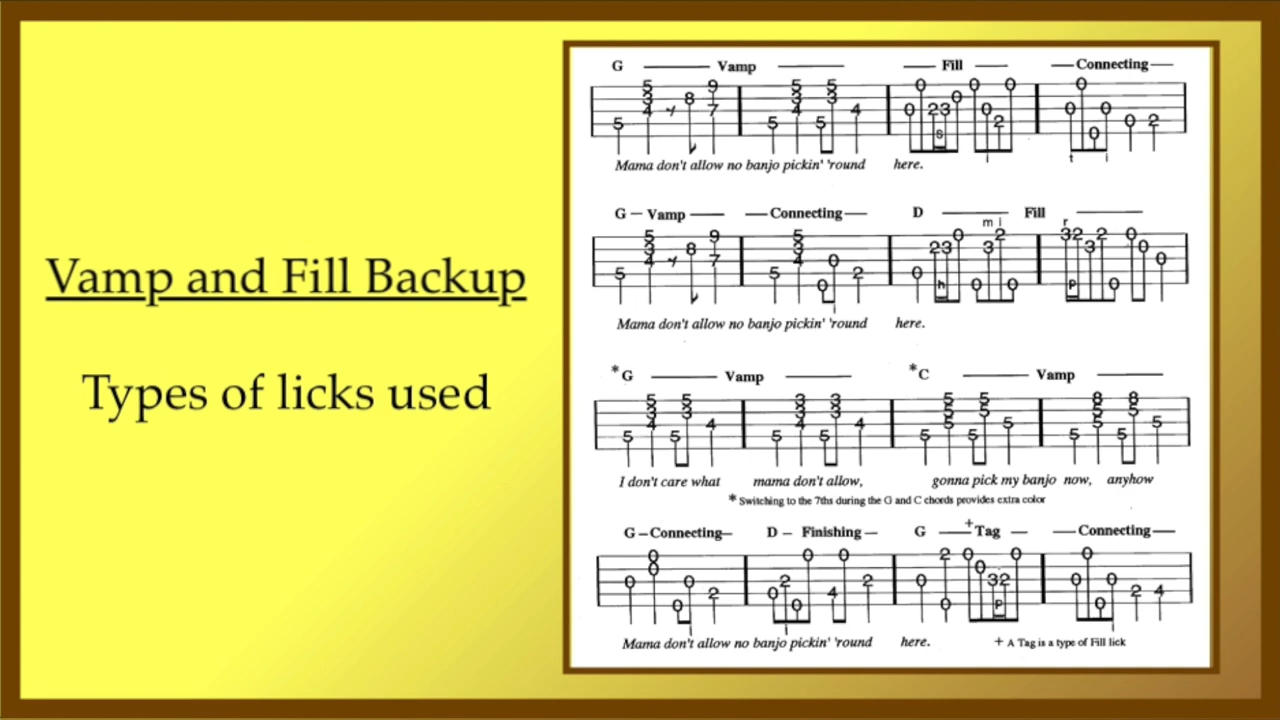 Vamp and Fill Backup
Types of licks used
G Vamp Fill Connecting
Mama don't allow no banjo pickin' 'round here.
G – Vamp Connecting D Fill
m i r
Mama don't allow no banjo pickin' 'round here.
*G Vamp *C Vamp
I don't care what mama don't allow, gonna pick my banjo now, anyhow
* Switching to the 7ths during the G and C chords provides extra color
G – Connecting – D – Finishing – G + Tag Connecting
Mama don't allow no banjo pickin' 'round here. + A Tag is a type of Fill lick